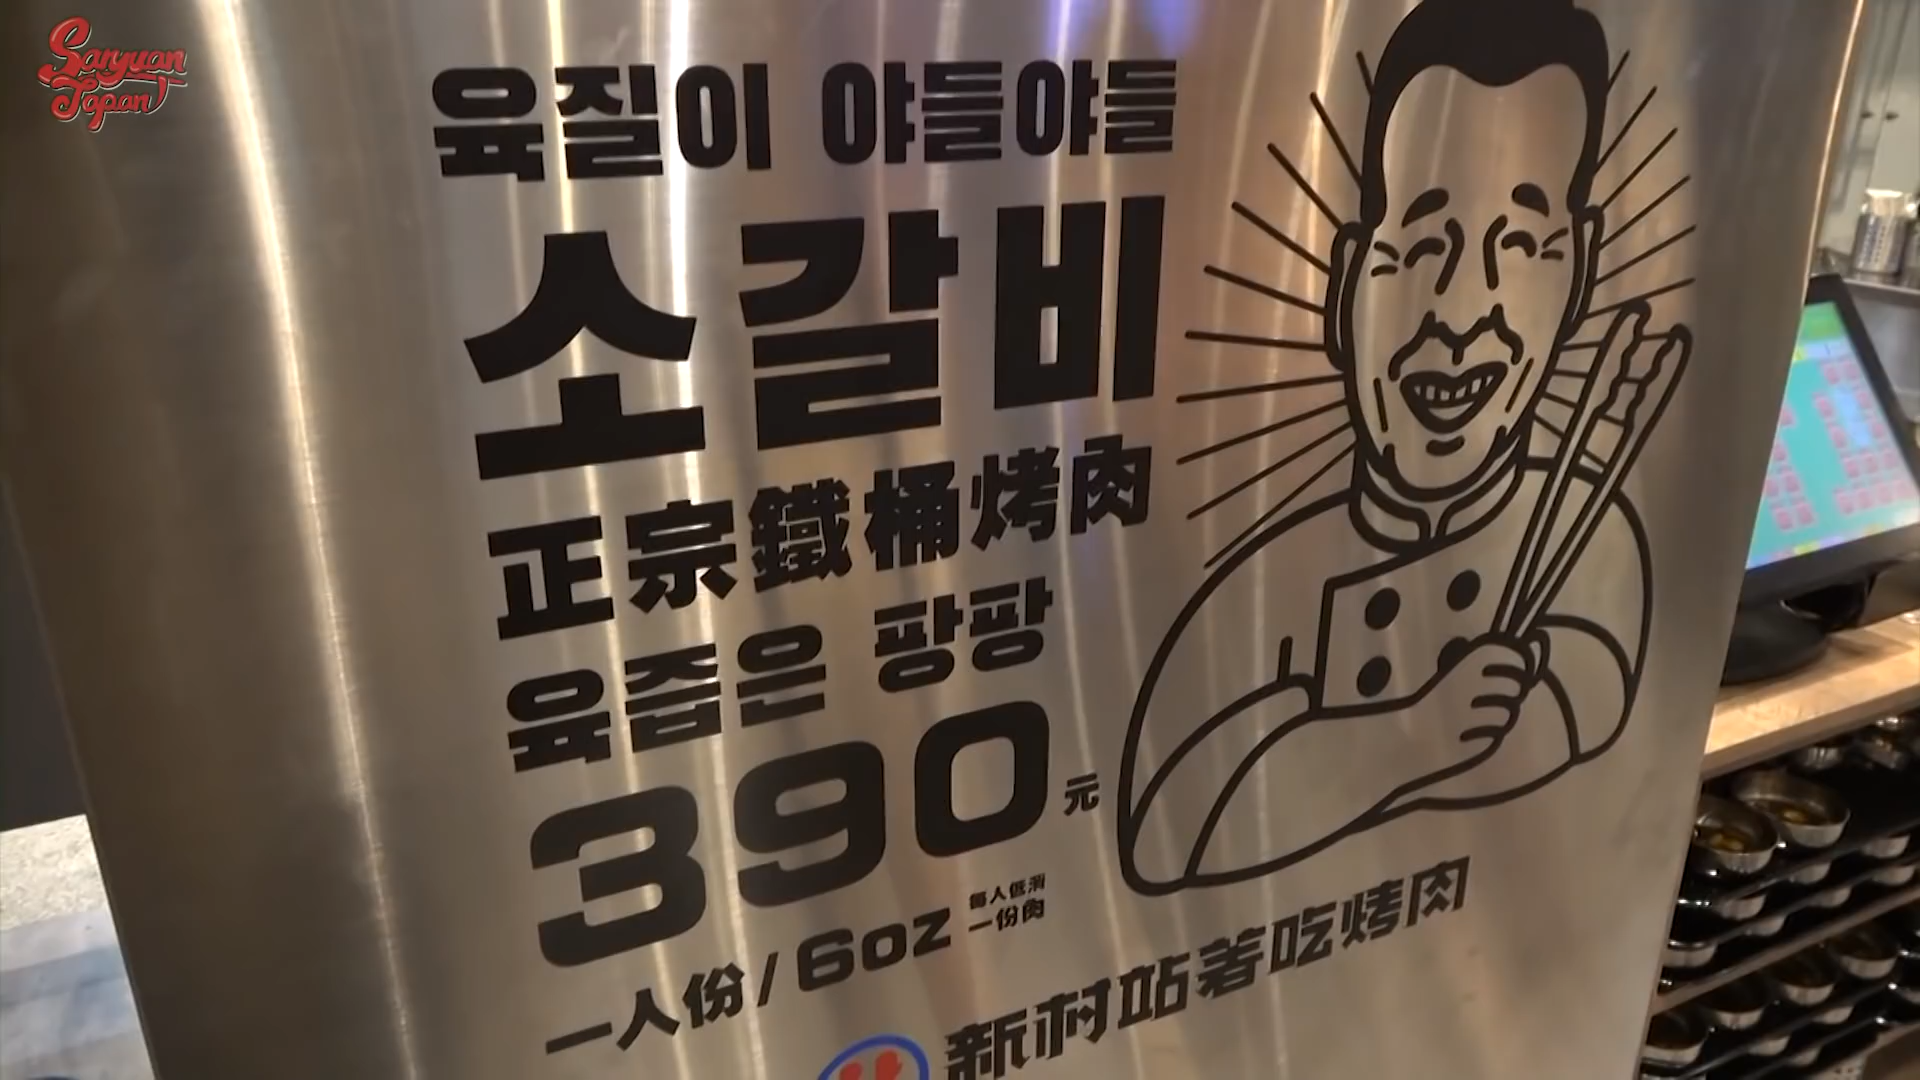 Sanyuan
Japan
육질이 야들야들
소갈비
正宗鐵桶烤肉
육즙은 팡팡
390元
一人份/6oz
每人低消
一份肉
新村站著吃烤肉